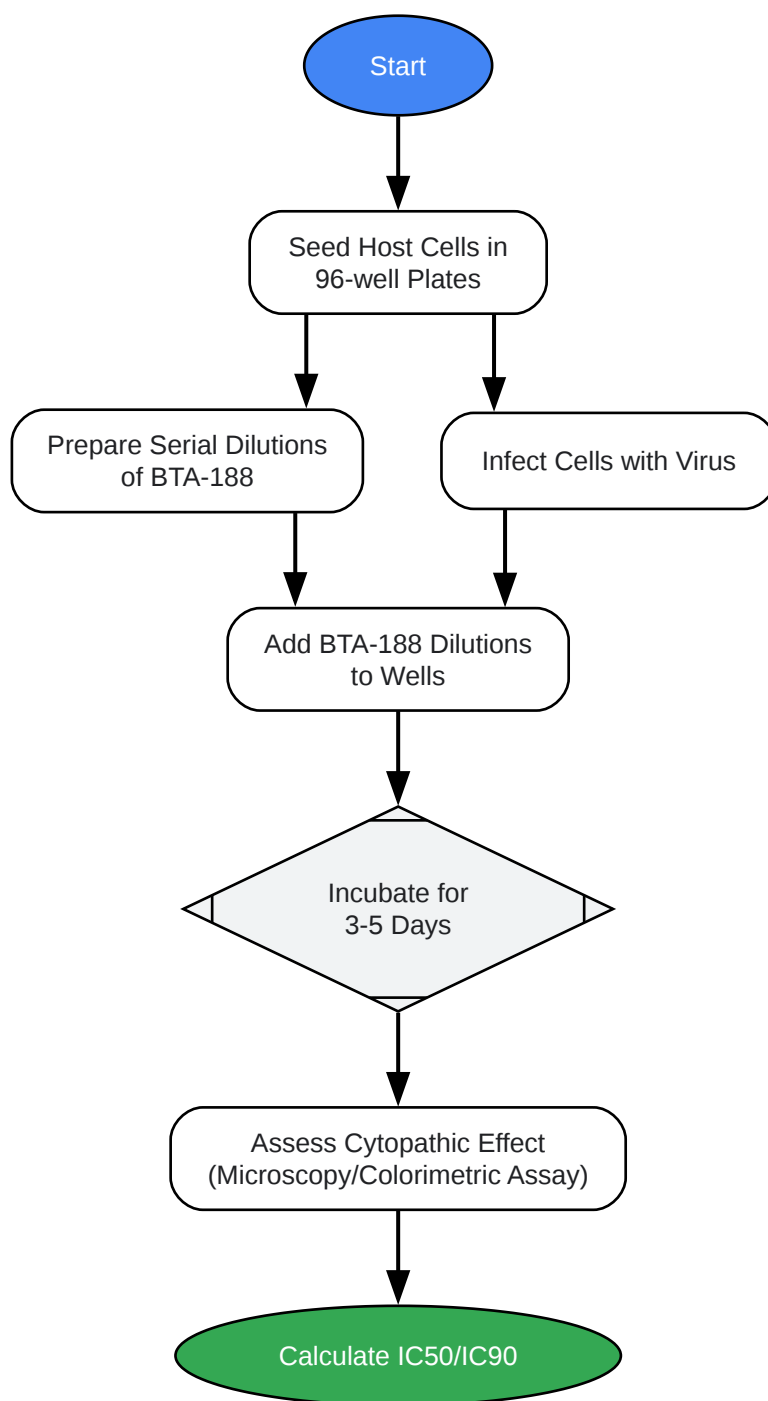 Start
Seed Host Cells in
96-well Plates
Prepare Serial Dilutions
of BTA-188
Infect Cells with Virus
Add BTA-188 Dilutions
to Wells
Incubate for
3-5 Days
Assess Cytopathic Effect
(Microscopy/Colorimetric Assay)
Calculate IC50/IC90